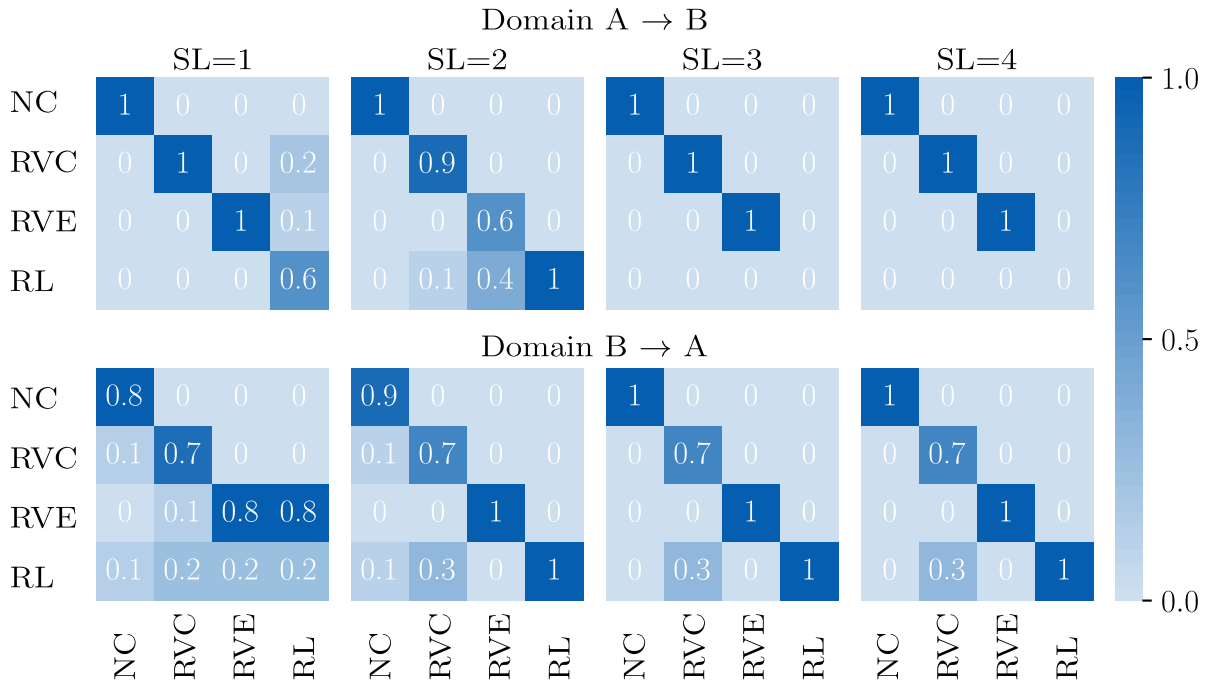 Domain A → B
SL=1 SL=2 SL=3 SL=4
NC 1 0 0 0 1 0 0 0 1 0 0 0 1 0 0 0 1.0
RVC 0 1 0 0.2 0 0.9 0 0 0 1 0 0 0 1 0 0
RVE 0 0 1 0.1 0 0 0.6 0 0 0 1 0 0 0 1 0
RL 0 0 0 0.6 0 0.1 0.4 1 0 0 0 0 0 0 0 0
Domain B → A 0.5
NC 0.8 0 0 0 0.9 0 0 0 1 0 0 0 1 0 0 0
RVC 0.1 0.7 0 0 0.1 0.7 0 0 0 0.7 0 0 0 0.7 0 0
RVE 0 0.1 0.8 0.8 0 0 1 0 0 0 1 0 0 0 1 0
RL 0.1 0.2 0.2 0.2 0.1 0.3 0 1 0 0.3 0 1 0 0.3 0 1 0.0
NC RVC RVE RL NC RVC RVE RL NC RVC RVE RL NC RVC RVE RL